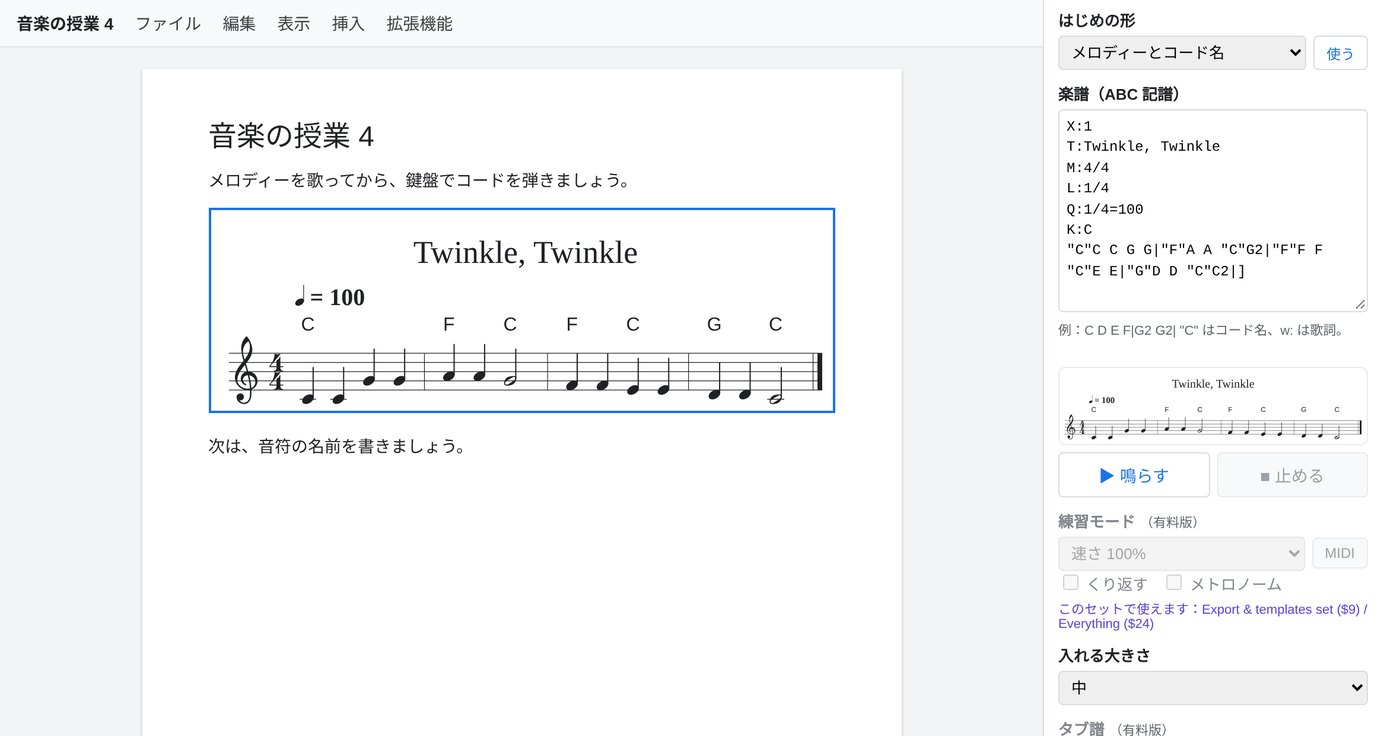 音楽の授業 4 ファイル 編集 表示 挿入 拡張機能
音楽の授業 4
メロディーを歌ってから、鍵盤でコードを弾きましょう。
Twinkle, Twinkle
= 100
C F C F C G C
4
4
次は、音符の名前を書きましょう。
はじめの形
メロディーとコード名 使う
楽譜（ABC 記譜）
X:1
T:Twinkle, Twinkle
M:4/4
L:1/4
Q:1/4=100
K:C
"C"C C G G|"F"A A "C"G2|"F"F F
"C"E E|"G"D D "C"C2|]
例：C D E F|G2 G2| "C" はコード名、w: は歌詞。
Twinkle, Twinkle
= 100
C F C F C G C
4
4
▶ 鳴らす ■ 止める
練習モード （有料版）
速さ 100% MIDI
くり返す メトロノーム
このセットで使えます：Export & templates set ($9) /
Everything ($24)
入れる大きさ
中
タブ譜 （有料版）